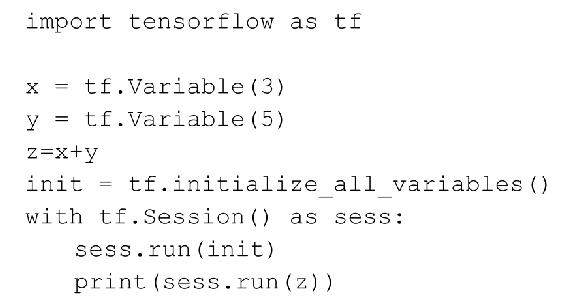 import tensorflow as tf
x = tf.Variable(3)
y = tf.Variable(5)
z=x+y
init = tf.initialize_all_variables()
with tf.Session() as sess:
    sess.run(init)
    print(sess.run(z))